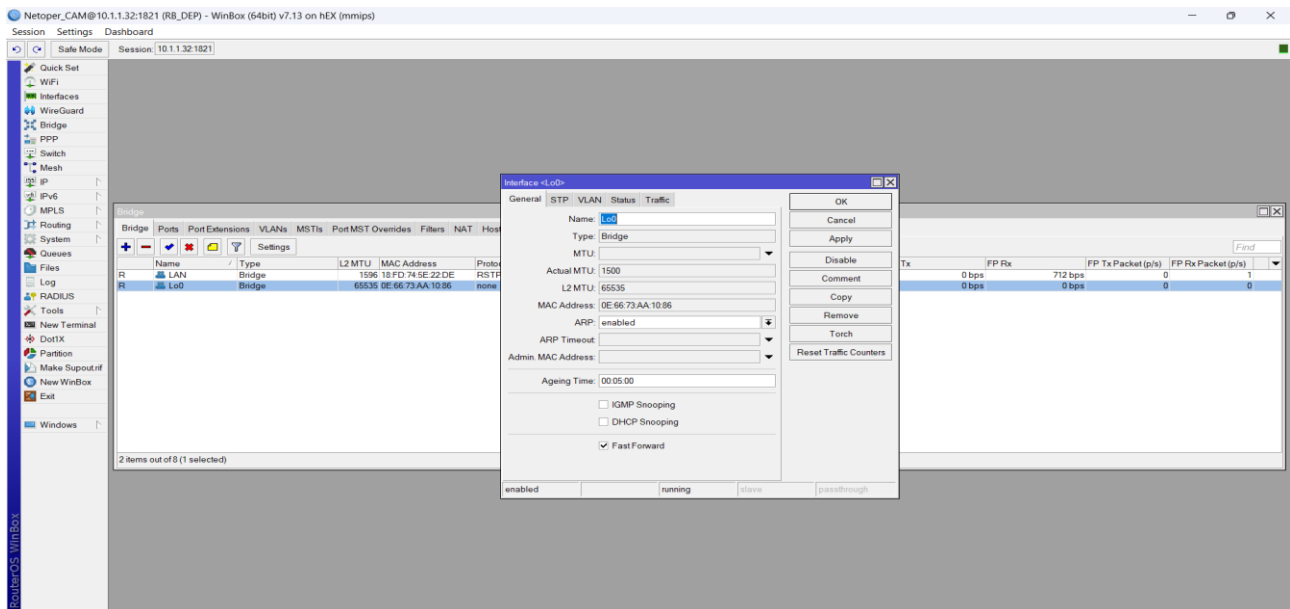 Netoper_CAM@10.1.1.32:1821 (RB_DEP) - WinBox (64bit) v7.13 on hEX (mmips)
Session Settings Dashboard
Safe Mode Session: 10.1.1.32:1821
Quick Set
WiFi
Interfaces
WireGuard
Bridge
PPP
Switch
Mesh
IP
IPv6
MPLS
Routing
System
Queues
Files
Log
RADIUS
Tools
New Terminal
Dot1X
Partition
Make Supout.rif
New WinBox
Exit
Windows
RouterOS WinBox
Bridge
Bridge Ports Port Extensions VLANs MSTIs Port MST Overrides Filters NAT Host
Settings
Find
Name Type L2 MTU MAC Address Protoc Tx FP Rx FP Tx Packet (p/s) FP Rx Packet (p/s)
R LAN Bridge 1596 18:FD:74:5E:22:DE RSTP 0 bps 712 bps 0 1
R Lo0 Bridge 65535 0E:66:73:AA:10:86 none 0 bps 0 bps 0 0
2 items out of 8 (1 selected)
Interface <Lo0>
General STP VLAN Status Traffic
Name: Lo0
Type: Bridge
MTU:
Actual MTU: 1500
L2 MTU: 65535
MAC Address: 0E:66:73:AA:10:86
ARP: enabled
ARP Timeout:
Admin. MAC Address:
Ageing Time: 00:05:00
IGMP Snooping
DHCP Snooping
Fast Forward
OK
Cancel
Apply
Disable
Comment
Copy
Remove
Torch
Reset Traffic Counters
enabled running slave passthrough